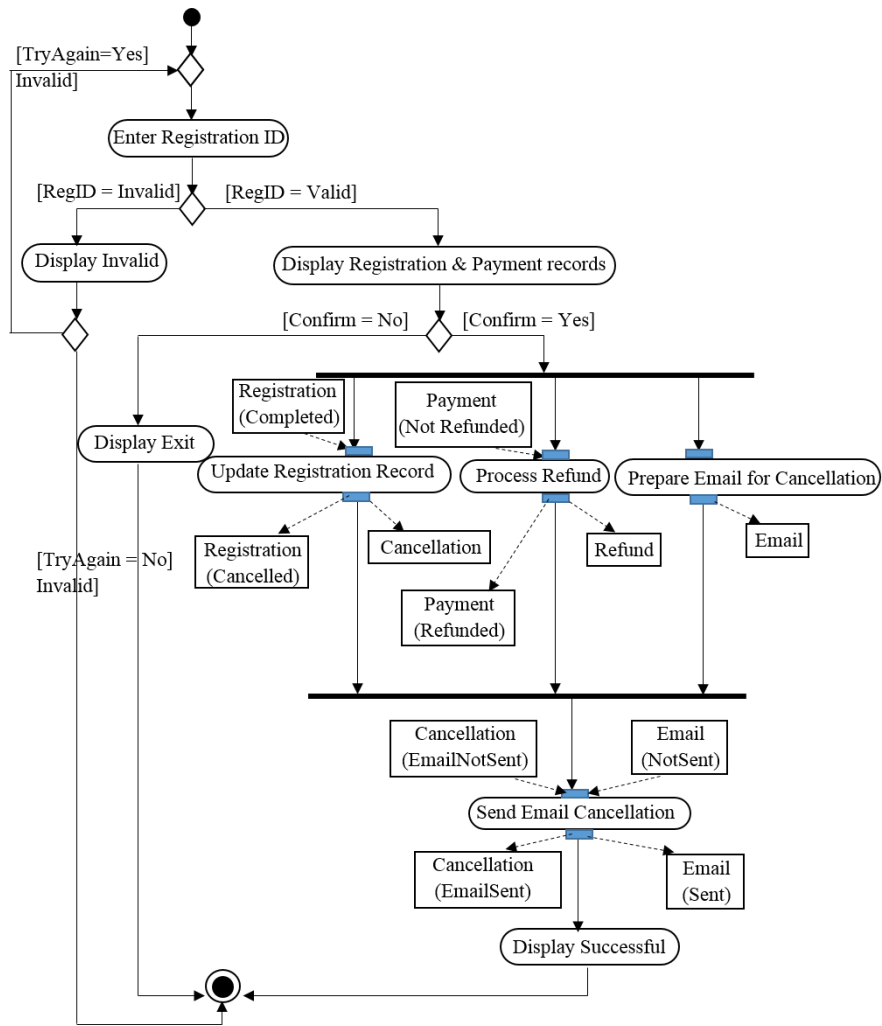 [TryAgain=Yes]
Invalid]
Enter Registration ID
[RegID = Invalid]
[RegID = Valid]
Display Invalid
Display Registration & Payment records
[Confirm = No]
[Confirm = Yes]
Registration
(Completed)
Payment
(Not Refunded)
Display Exit
Update Registration Record
Process Refund
Prepare Email for Cancellation
Registration
(Cancelled)
Cancellation
Refund
Email
[TryAgain = No]
Invalid]
Payment
(Refunded)
Cancellation
(EmailNotSent)
Email
(NotSent)
Send Email Cancellation
Cancellation
(EmailSent)
Email
(Sent)
Display Successful